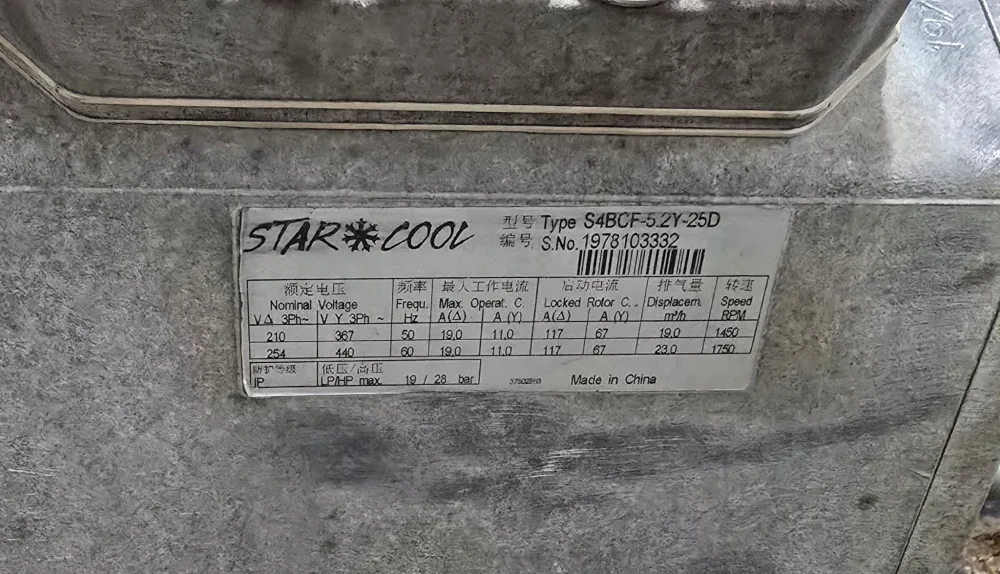 STAR COOL
型号 Type S4BCF-5.2Y-25D
编号 S.No. 1978103332
额定电压 频率 最大工作电流 启动电流 排气量 转速
Nominal Voltage Frequ. Max. Operat. C. Locked Rotor C. Displacem. Speed
V Δ 3Ph~ V Y 3Ph ~ Hz A(Δ) A (Y) A(Δ) A (Y) m³/h RPM
210 367 50 19,0 11,0 117 67 19,0 1450
254 440 60 19,0 11,0 117 67 23,0 1750
防护等级 低压/高压
IP LP/HP max. 19 / 28 bar Made in China